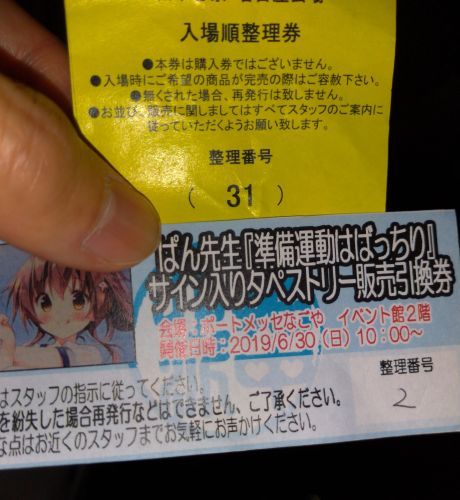 入場順整理券
●本券は購入券ではございません。
●入場時にご希望の商品が完売の際はご容赦下さい。
●無くされた場合、再発行は致しません。
●お並び、販売に関しましてはすべてスタッフのご案内に
従っていただくようお願い致します。
整理番号
( 31 )
ぱん先生『準備運動はばっちり』
サイン入りタペストリー販売引換券
会場:ポートメッセなごや イベント館2階
開催日時:2019/6/30(日)10:00～
整理番号
2
はスタッフの指示に従ってください。
を紛失した場合再発行などはできません、ご了承ください。
な点はお近くのスタッフまでお気軽にお声かけください。